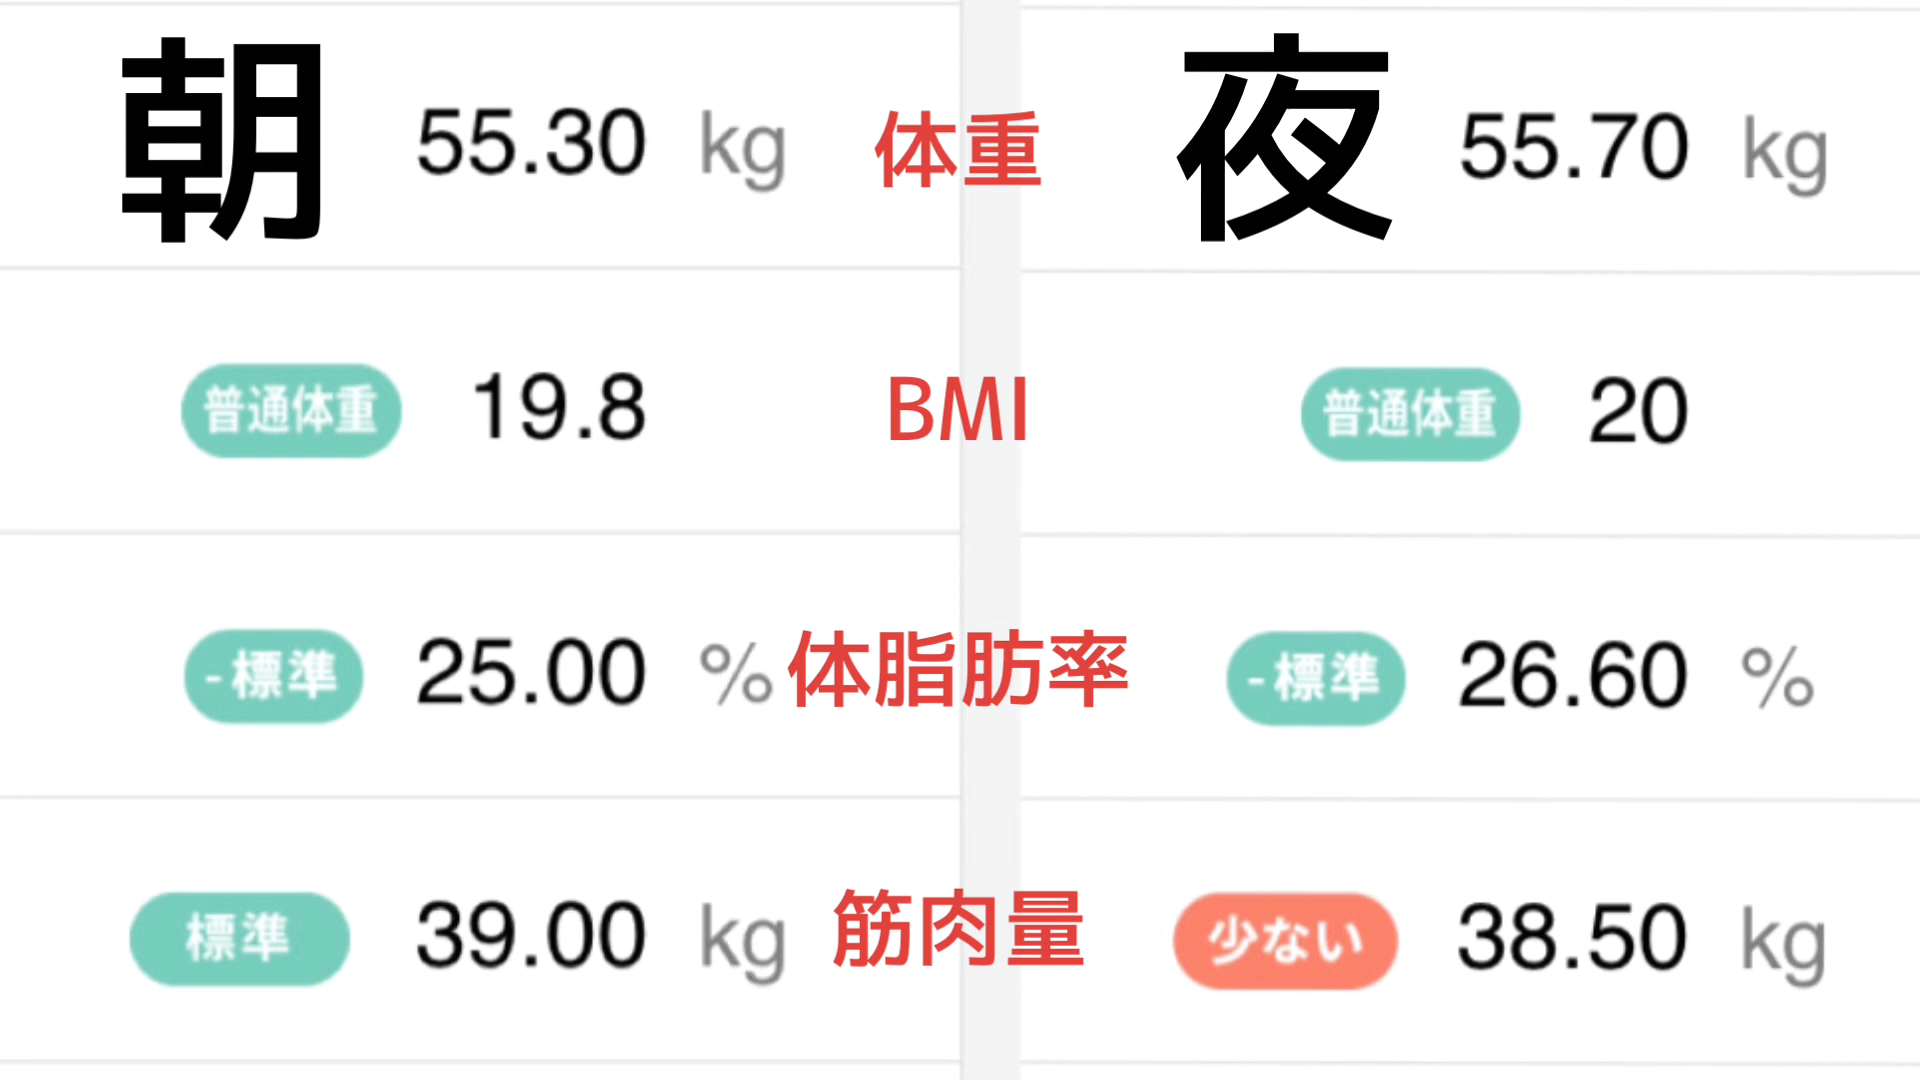 朝 55.30 kg 体重 夜 55.70 kg
普通体重 19.8 BMI 普通体重 20
-標準 25.00 % 体脂肪率 -標準 26.60 %
標準 39.00 kg 筋肉量 少ない 38.50 kg